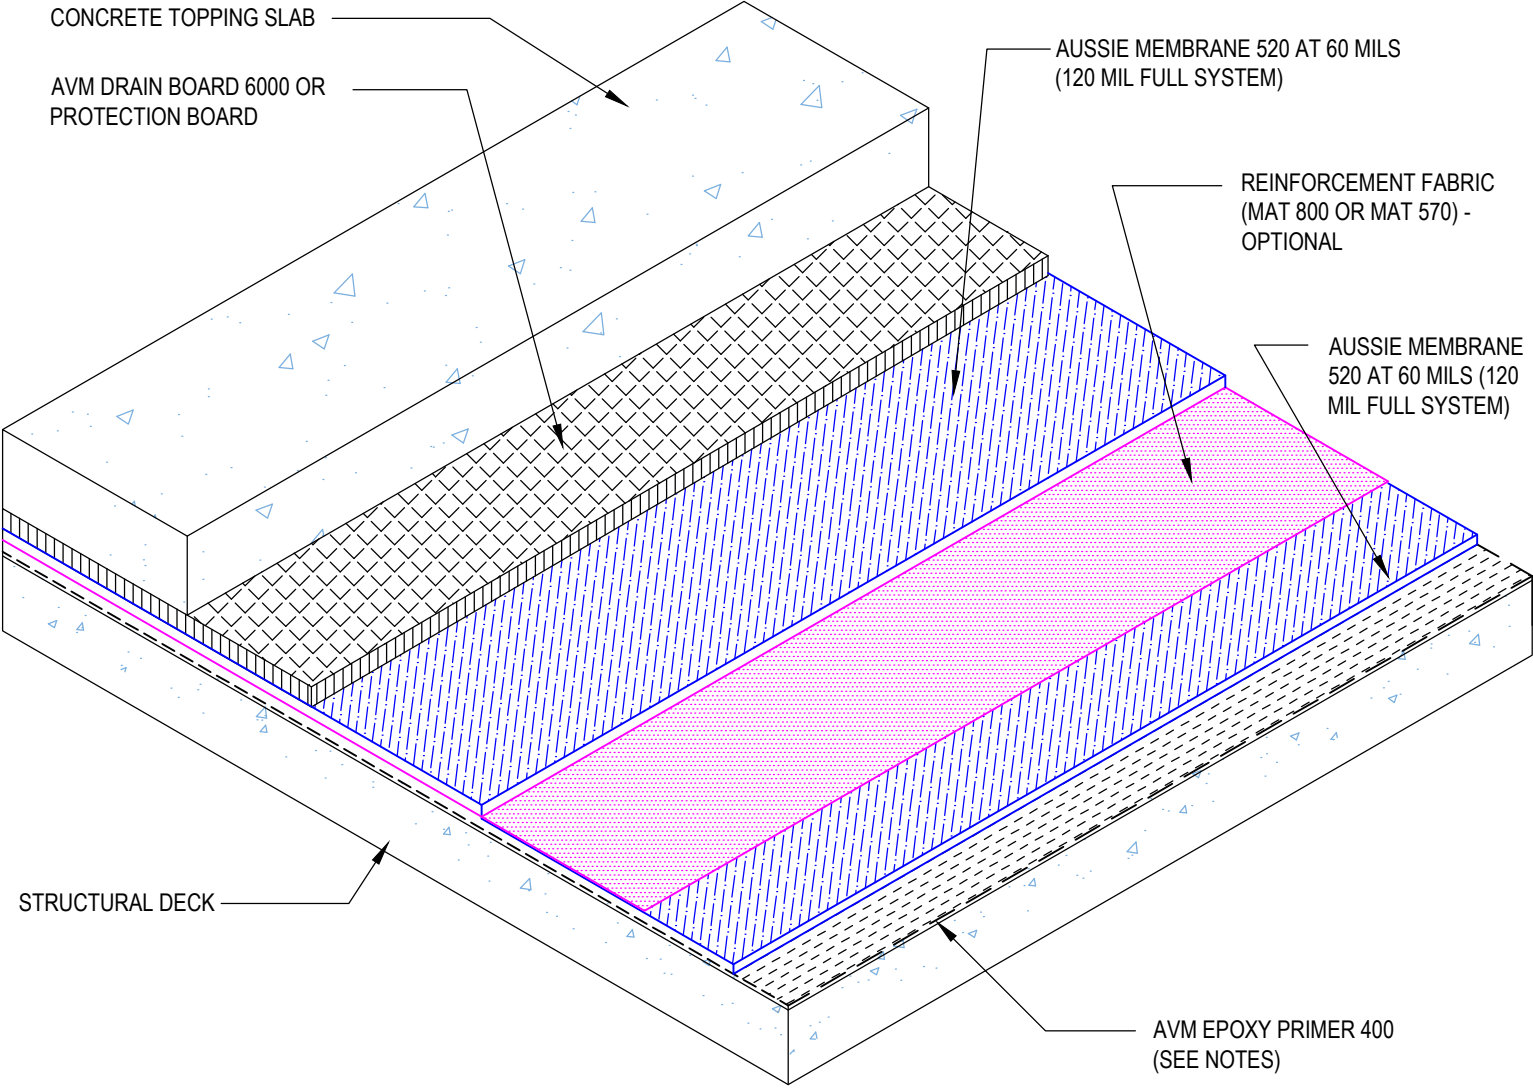 CONCRETE TOPPING SLAB
AVM DRAIN BOARD 6000 OR
PROTECTION BOARD
AUSSIE MEMBRANE 520 AT 60 MILS
(120 MIL FULL SYSTEM)
REINFORCEMENT FABRIC
(MAT 800 OR MAT 570) -
OPTIONAL
AUSSIE MEMBRANE
520 AT 60 MILS (120
MIL FULL SYSTEM)
STRUCTURAL DECK
AVM EPOXY PRIMER 400
(SEE NOTES)